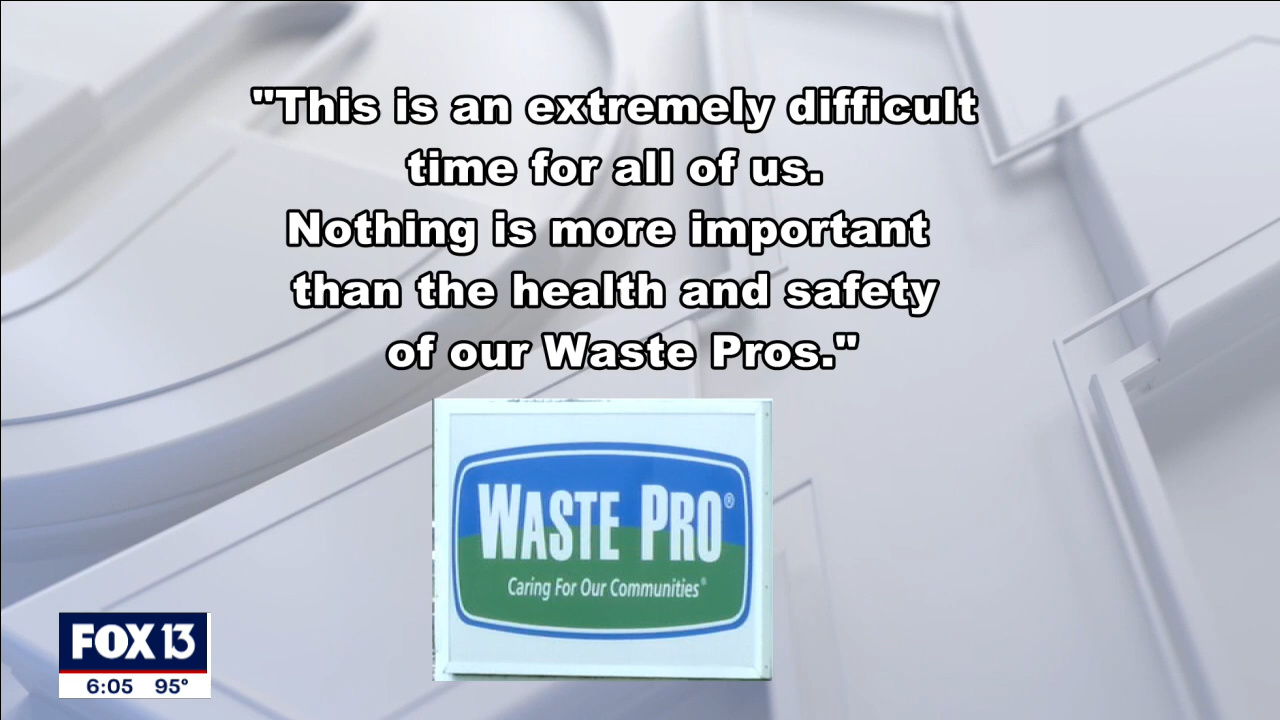 "This is an extremely difficult
time for all of us.
Nothing is more important
than the health and safety
of our Waste Pros."
WASTE PRO®
Caring For Our Communities®
FOX 13
6:05 95°